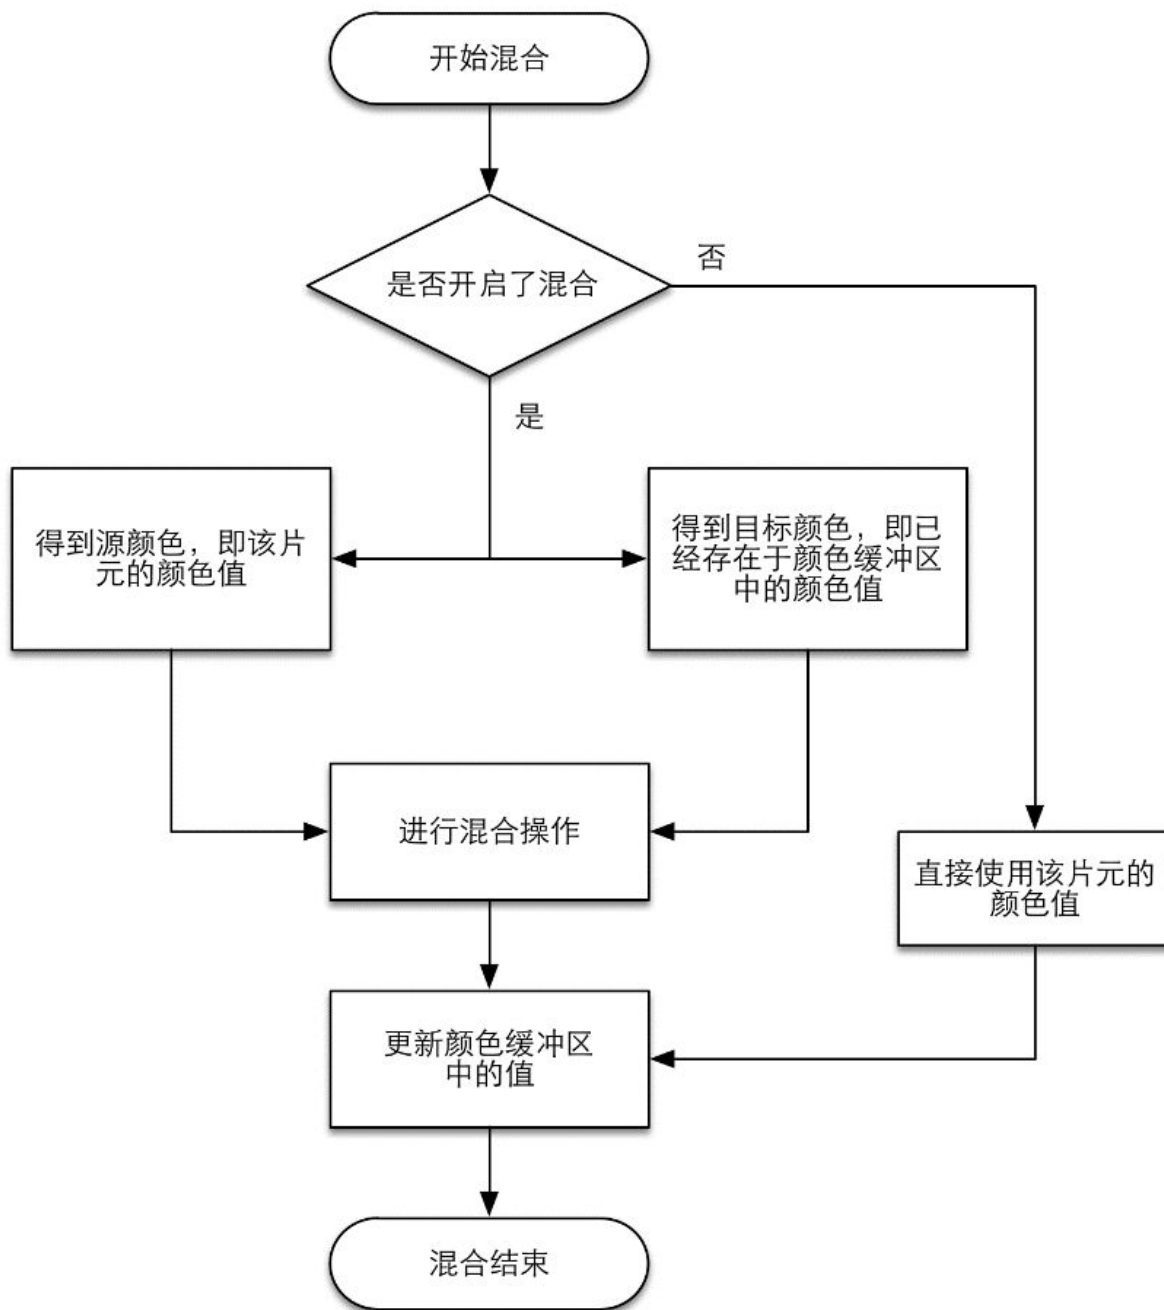 开始混合
是否开启了混合
否
是
得到源颜色，即该片
元的颜色值
得到目标颜色，即已
经存在于颜色缓冲区
中的颜色值
进行混合操作
直接使用该片元的
颜色值
更新颜色缓冲区
中的值
混合结束